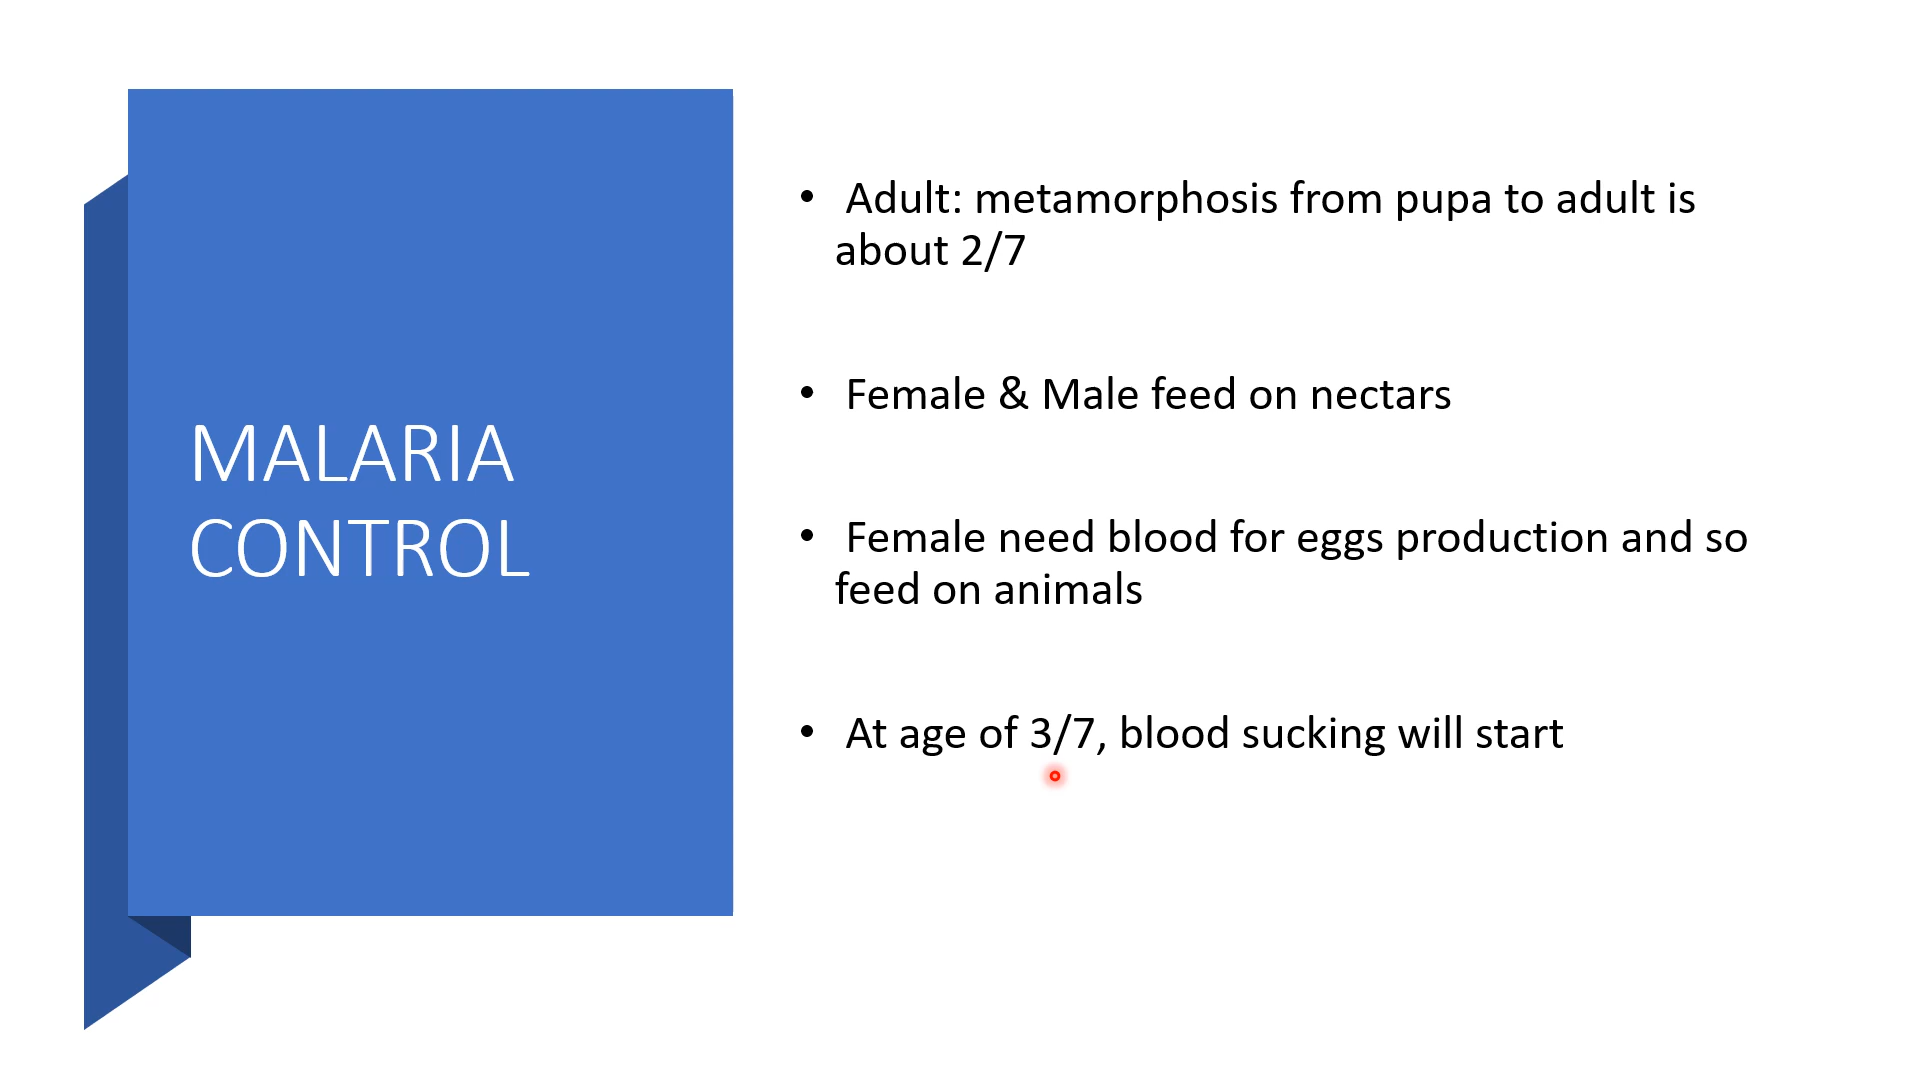 MALARIA
CONTROL
• Adult: metamorphosis from pupa to adult is
about 2/7
• Female & Male feed on nectars
• Female need blood for eggs production and so
feed on animals
• At age of 3/7, blood sucking will start